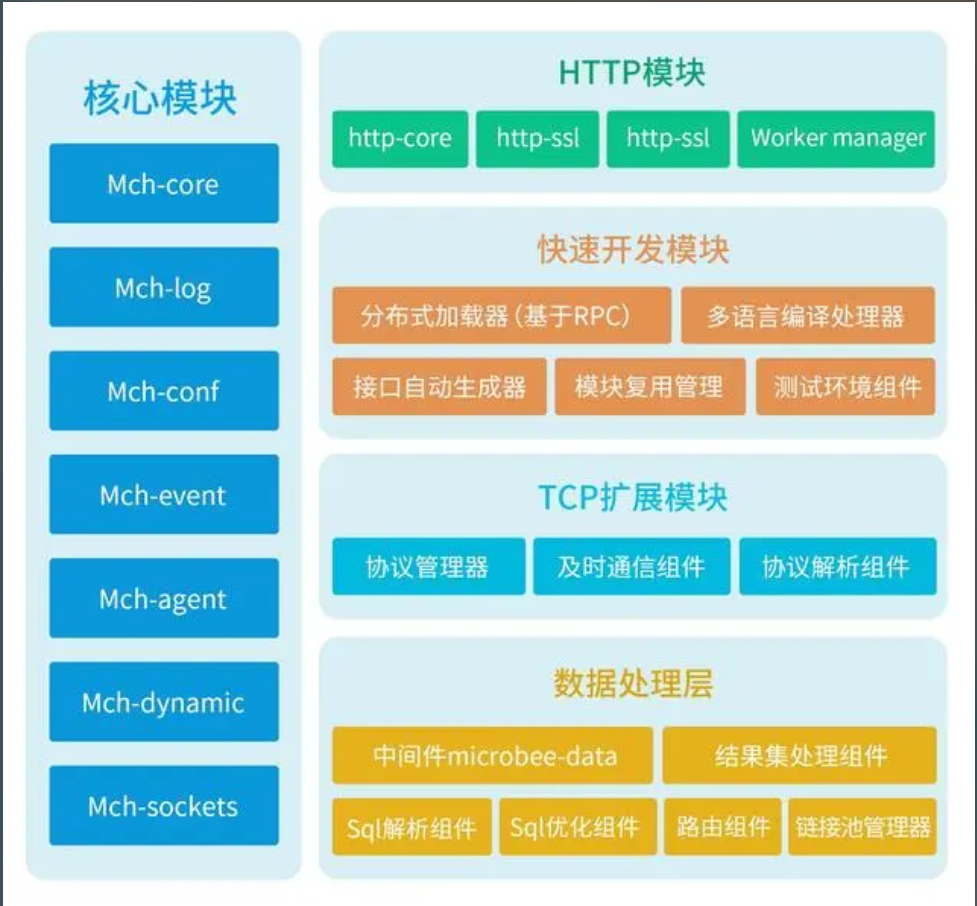 核心模块
Mch-core
Mch-log
Mch-conf
Mch-event
Mch-agent
Mch-dynamic
Mch-sockets
HTTP模块
http-core
http-ssl
http-ssl
Worker manager
快速开发模块
分布式加载器(基于RPC)
多语言编译处理器
接口自动生成器
模块复用管理
测试环境组件
TCP扩展模块
协议管理器
及时通信组件
协议解析组件
数据处理层
中间件microbee-data
结果集处理组件
Sql解析组件
Sql优化组件
路由组件
链接池管理器